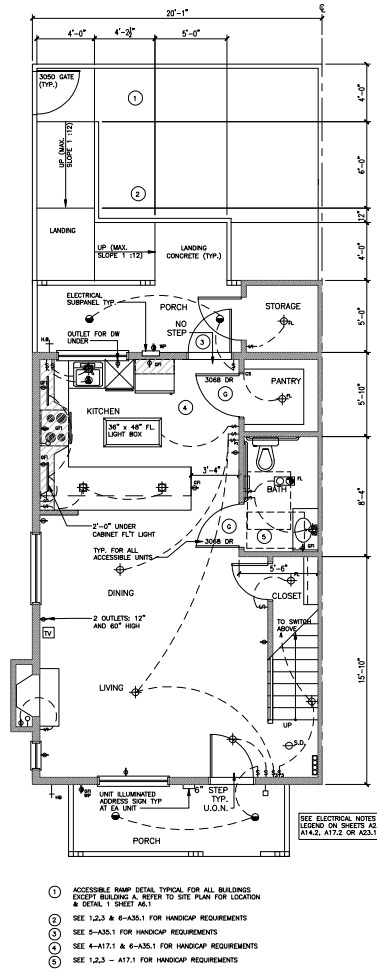 20'-1"
℄
4'-0"
4'-2½"
5'-0"
3050 GATE
(TYP.)
1
4'-0"
UP (MAX.
SLOPE 1 :12)
6'-0"
2
12"
LANDING
UP (MAX.
SLOPE 1 :12)
LANDING
CONCRETE (TYP.)
4'-0"
ELECTRICAL
SUBPANEL TYP.
PORCH
STORAGE
5'-0"
NO
STEP
OUTLET FOR DW
UNDER
H.B
WP
GFI
3
FL
3068 DR
PANTRY
G
KITCHEN
4
5'-10"
36" x 48" FL.
LIGHT BOX
FL
3'-4"
BATH
FL
8'-4"
2'-0" UNDER
CABINET FL'T LIGHT
G
5
TYP. FOR ALL
ACCESSIBLE UNITS
3068 DR
5'-6"
DINING
CLOSET
2 OUTLETS: 12"
AND 60" HIGH
TO SWITCH
ABOVE
TV
15'-10"
LIVING
UP
S.D.
HB
GFI
WP
UNIT ILLUMINATED
ADDRESS SIGN TYP
AT EA UNIT
6"
STEP
TYP.
U.O.N.
PORCH
SEE ELECTRICAL NOTES
LEGEND ON SHEETS A2
A14.2, A17.2 OR A23.1
1 ACCESSIBLE RAMP DETAIL TYPICAL FOR ALL BUILDINGS
EXCEPT BUILDING A. REFER TO SITE PLAN FOR LOCATION
& DETAIL 1 SHEET A6.1
2 SEE 1,2,3 & 6-A35.1 FOR HANDICAP REQUIREMENTS
3 SEE 5-A35.1 FOR HANDICAP REQUIREMENTS
4 SEE 4-A17.1 & 6-A35.1 FOR HANDICAP REQUIREMENTS
5 SEE 1,2,3 - A17.1 FOR HANDICAP REQUIREMENTS